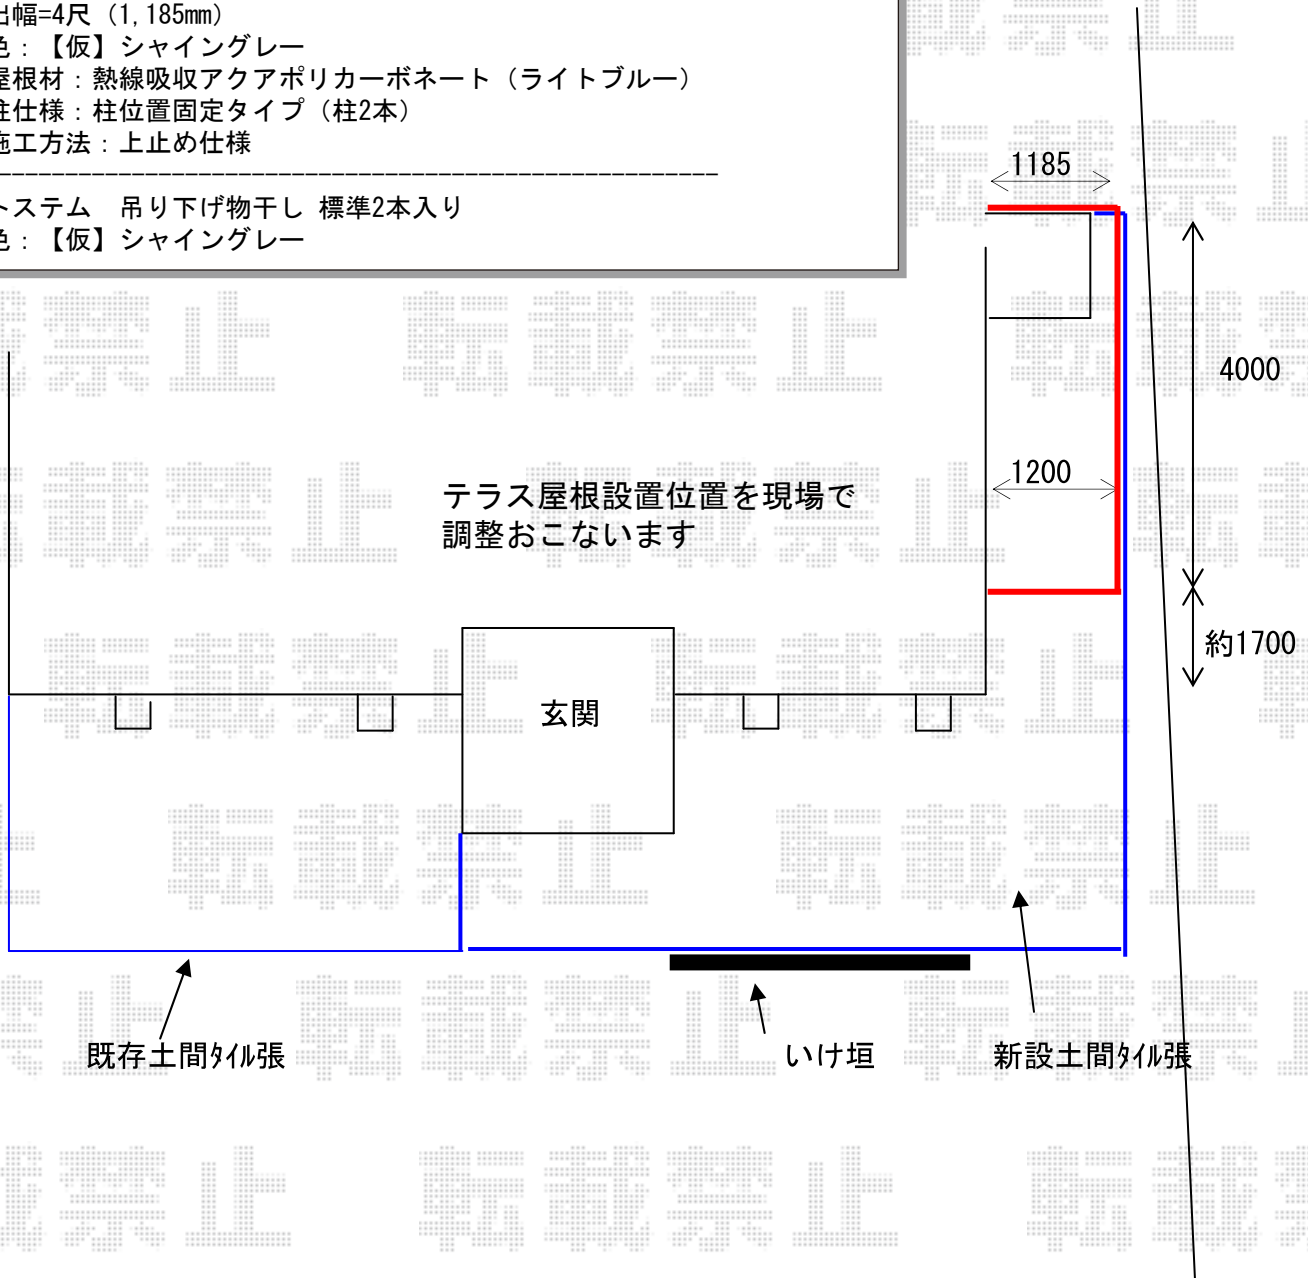 出幅=4尺（1,185mm）
色：【仮】シャイングレー
屋根材：熱線吸収アクアポリカーボネート（ライトブルー）
柱仕様：柱位置固定タイプ（柱2本）
施工方法：上止め仕様
トステム　吊り下げ物干し 標準2本入り
色：【仮】シャイングレー
1185
4000
1200
テラス屋根設置位置を現場で
調整おこないます
約1700
玄関
既存土間ﾀｲﾙ張
いけ垣
新設土間ﾀｲﾙ張
転載禁止